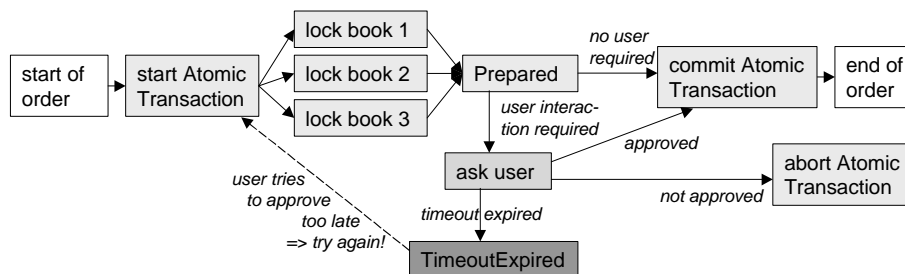 start of
order
start Atomic
Transaction
lock book 1
lock book 2
lock book 3
Prepared
no user
required
commit Atomic
Transaction
end of
order
user interac-
tion required
approved
ask user
not approved
abort Atomic
Transaction
user tries
to approve
too late
=> try again!
timeout expired
TimeoutExpired